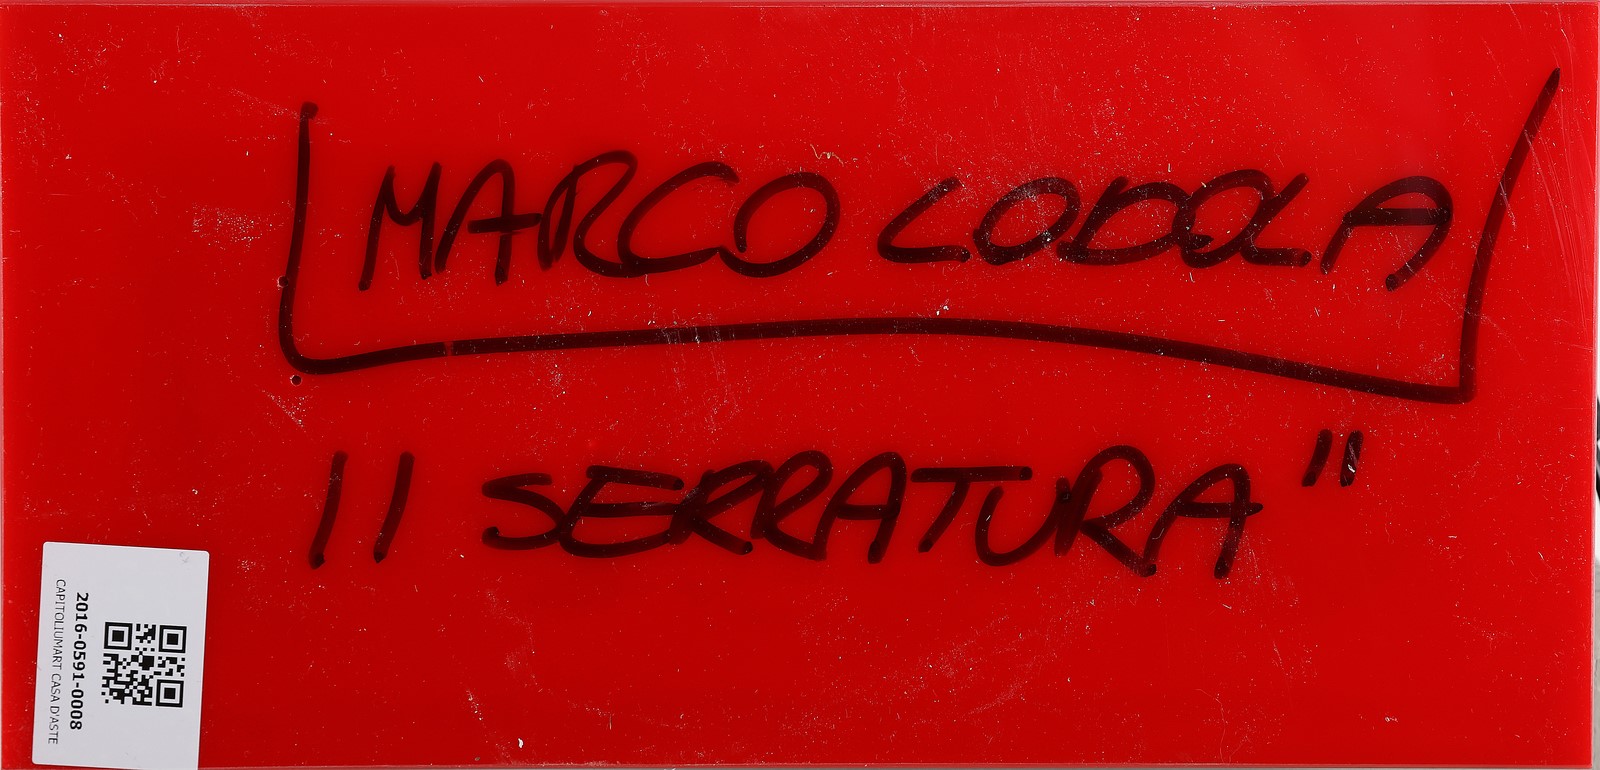 MARCO LODOLA
"SERRATURA"
2016-0591-0008
CAPITOLIUMART CASA D'ASTE